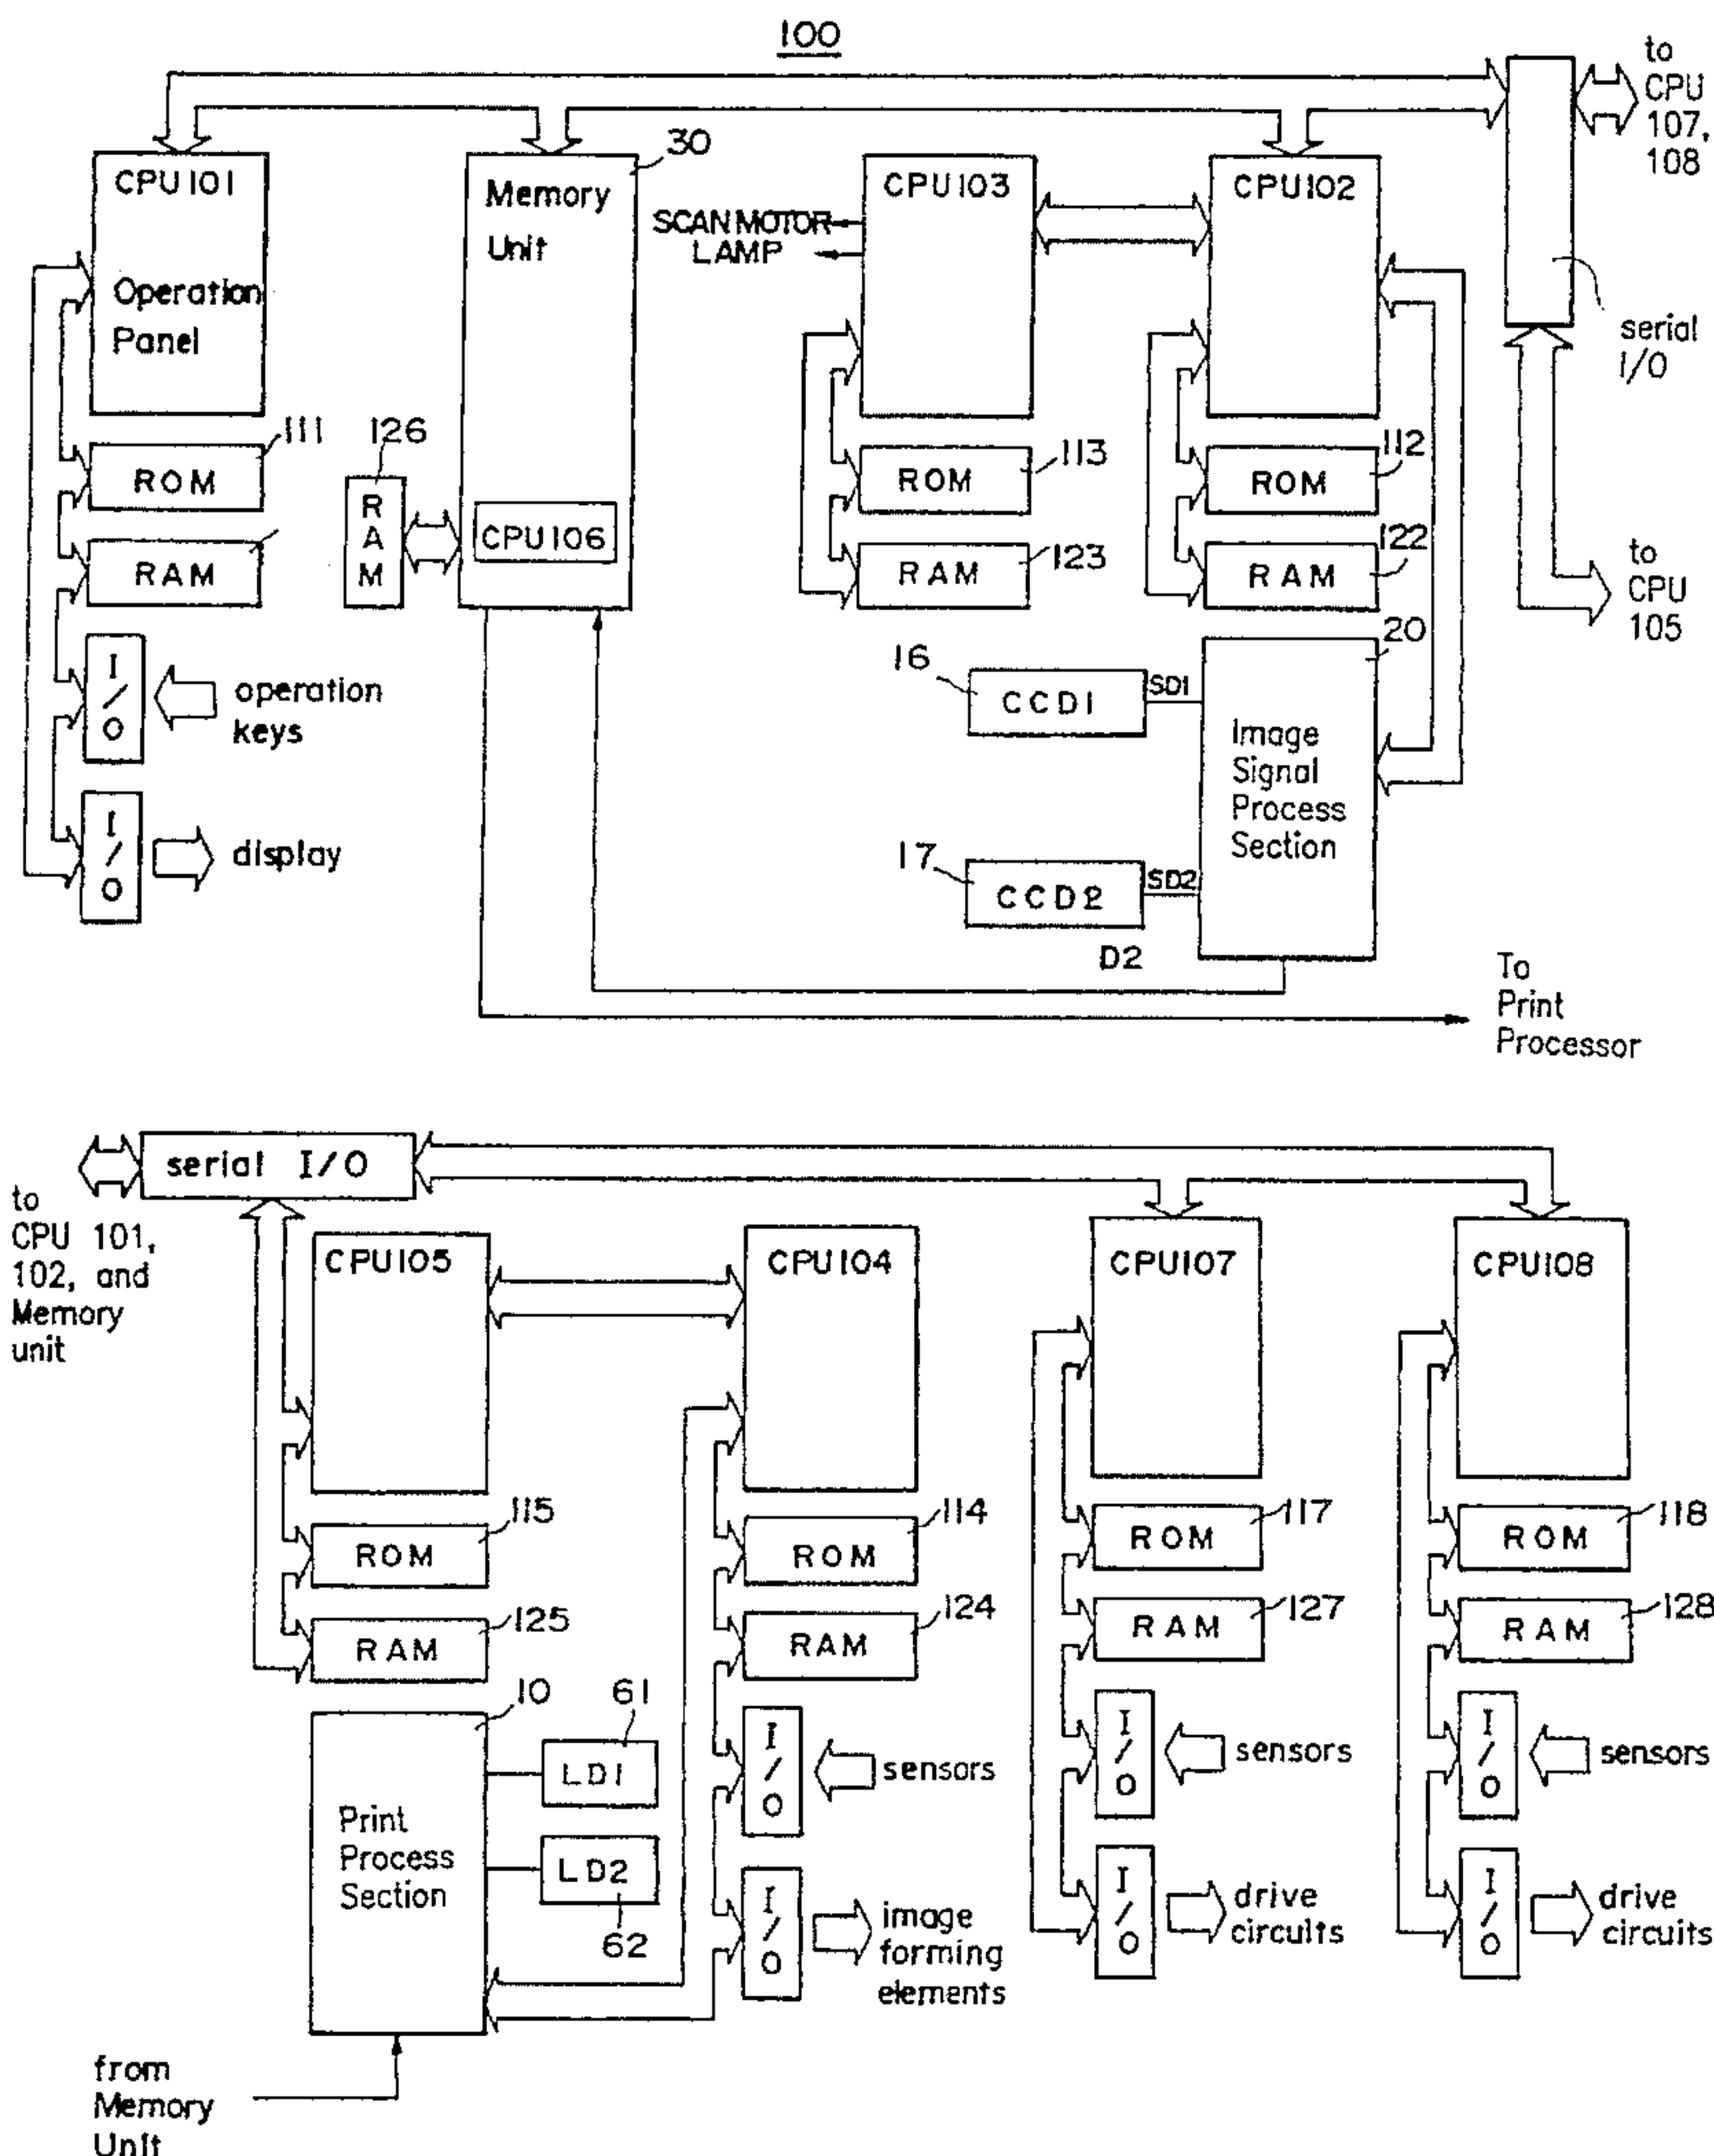 100
to
CPU
107,
108
30
CPU101
Operation
Panel
Memory
Unit
CPU106
SCAN MOTOR
LAMP
CPU103
CPU102
serial
I/O
111
ROM
RAM
126
RAM
113
ROM
123
RAM
112
ROM
122
RAM
to
CPU
105
I/O
operation
keys
I/O
display
16
CCD1
SD1
17
CCD2
SD2
20
Image
Signal
Process
Section
D2
To
Print
Processor
serial I/O
to
CPU 101,
102, and
Memory
unit
CPU105
CPU104
CPU107
CPU108
115
ROM
125
RAM
114
ROM
124
RAM
117
ROM
127
RAM
118
ROM
128
RAM
10
Print
Process
Section
61
LD1
LD2
62
I/O
sensors
I/O
image
forming
elements
I/O
sensors
I/O
drive
circuits
I/O
sensors
I/O
drive
circuits
from
Memory
Unit